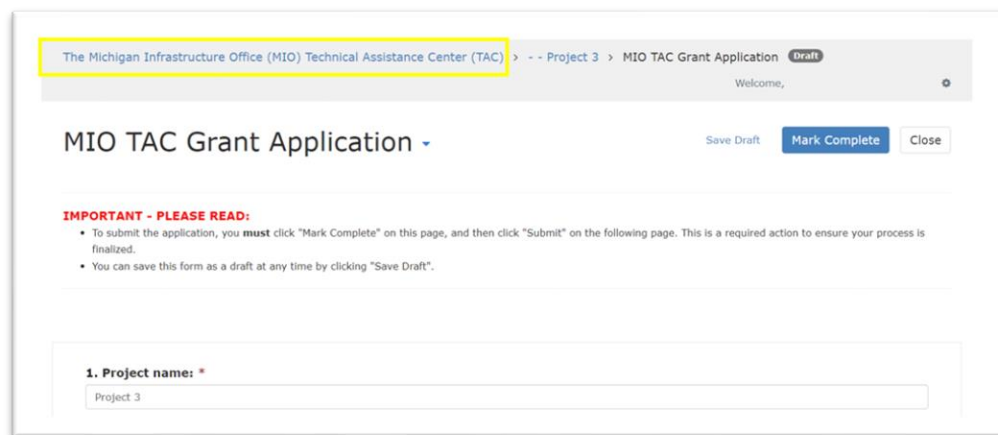 The Michigan Infrastructure Office (MIO) Technical Assistance Center (TAC) > - - Project 3 > MIO TAC Grant Application Draft
Welcome,
MIO TAC Grant Application
Save Draft Mark Complete Close
IMPORTANT - PLEASE READ:
• To submit the application, you must click "Mark Complete" on this page, and then click "Submit" on the following page. This is a required action to ensure your process is
finalized.
• You can save this form as a draft at any time by clicking "Save Draft".
1. Project name: *
Project 3